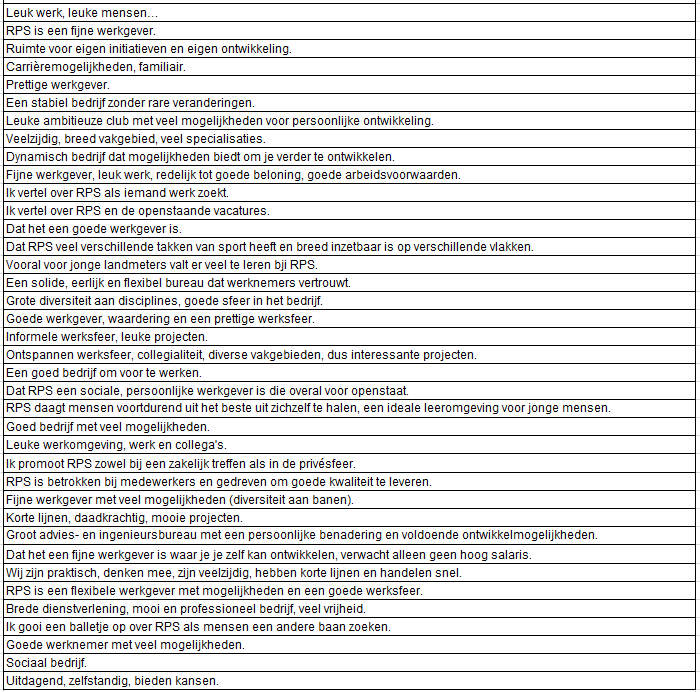 Leuk werk, leuke mensen…
RPS is een fijne werkgever.
Ruimte voor eigen initiatieven en eigen ontwikkeling.
Carrièremogelijkheden, familiair.
Prettige werkgever.
Een stabiel bedrijf zonder rare veranderingen.
Leuke ambitieuze club met veel mogelijkheden voor persoonlijke ontwikkeling.
Veelzijdig, breed vakgebied, veel specialisaties.
Dynamisch bedrijf dat mogelijkheden biedt om je verder te ontwikkelen.
Fijne werkgever, leuk werk, redelijk tot goede beloning, goede arbeidsvoorwaarden.
Ik vertel over RPS als iemand werk zoekt.
Ik vertel over RPS en de openstaande vacatures.
Dat het een goede werkgever is.
Dat RPS veel verschillende takken van sport heeft en breed inzetbaar is op verschillende vlakken.
Vooral voor jonge landmeters valt er veel te leren bji RPS.
Een solide, eerlijk en flexibel bureau dat werknemers vertrouwt.
Grote diversiteit aan disciplines, goede sfeer in het bedrijf.
Goede werkgever, waardering en een prettige werksfeer.
Informele werksfeer, leuke projecten.
Ontspannen werksfeer, collegialiteit, diverse vakgebieden, dus interessante projecten.
Een goed bedrijf om voor te werken.
Dat RPS een sociale, persoonlijke werkgever is die overal voor openstaat.
RPS daagt mensen voortdurend uit het beste uit zichzelf te halen, een ideale leeromgeving voor jonge mensen.
Goed bedrijf met veel mogelijkheden.
Leuke werkomgeving, werk en collega's.
Ik promoot RPS zowel bij een zakelijk treffen als in de privésfeer.
RPS is betrokken bij medewerkers en gedreven om goede kwaliteit te leveren.
Fijne werkgever met veel mogelijkheden (diversiteit aan banen).
Korte lijnen, daadkrachtig, mooie projecten.
Groot advies- en ingenieursbureau met een persoonlijke benadering en voldoende ontwikkelmogelijkheden.
Dat het een fijne werkgever is waar je je zelf kan ontwikkelen, verwacht alleen geen hoog salaris.
Wij zijn praktisch, denken mee, zijn veelzijdig, hebben korte lijnen en handelen snel.
RPS is een flexibele werkgever met mogelijkheden en een goede werksfeer.
Brede dienstverlening, mooi en professioneel bedrijf, veel vrijheid.
Ik gooi een balletje op over RPS als mensen een andere baan zoeken.
Goede werknemer met veel mogelijkheden.
Sociaal bedrijf.
Uitdagend, zelfstandig, bieden kansen.